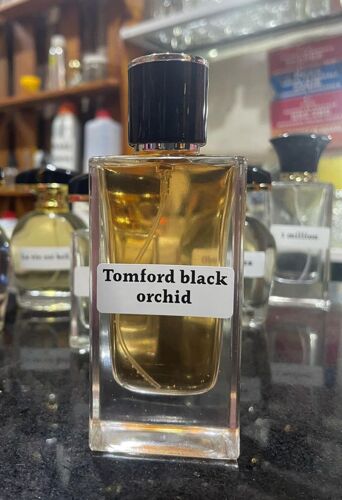 Tomford black
orchid
1 million